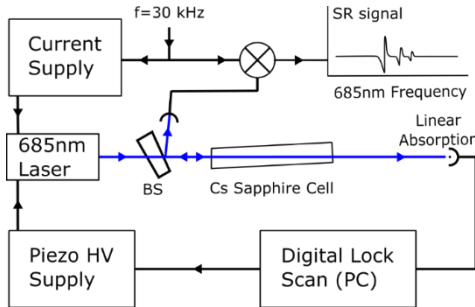 f=30 kHz
SR signal
Current
Supply
685nm Frequency
685nm
Laser
BS
Cs Sapphire Cell
Linear
Absorption
Piezo HV
Supply
Digital Lock
Scan (PC)